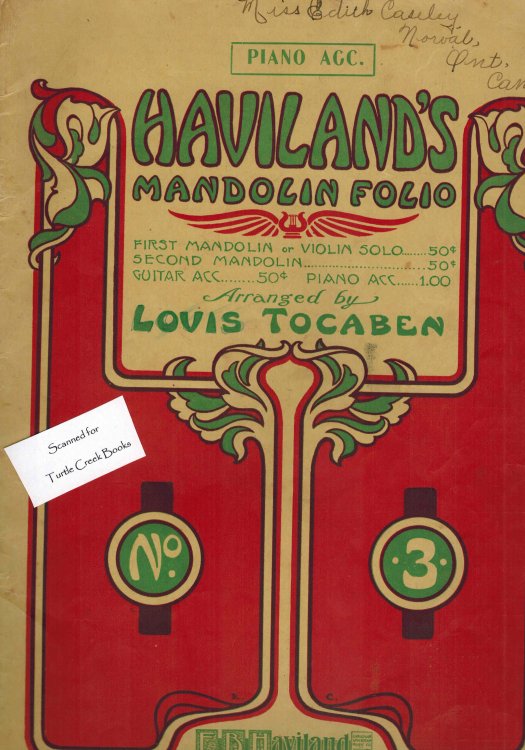 Miss Edith Caseley,
Norval,
Ont,
Can
PIANO ACC.
HAVILAND'S
MANDOLIN FOLIO
FIRST MANDOLIN or VIOLIN SOLO......50¢
SECOND MANDOLIN......................50¢
GUITAR ACC........50¢ PIANO ACC.....1.00
Arranged by
LOUIS TOCABEN
Scanned for
Turtle Creek Books
No.
·3·
F.B. Haviland